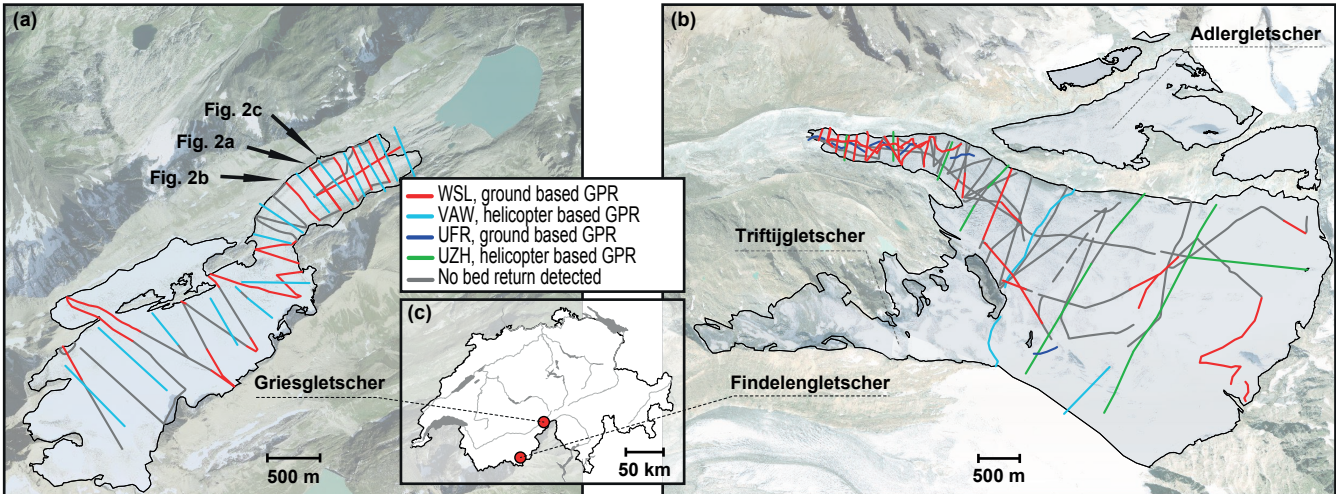 (a)
Fig. 2c
Fig. 2a
Fig. 2b
WSL, ground based GPR
VAW, helicopter based GPR
UFR, ground based GPR
UZH, helicopter based GPR
No bed return detected
500 m
(c)
Griesgletscher
Findelengletscher
50 km
(b)
Adlergletscher
Triftijgletscher
500 m